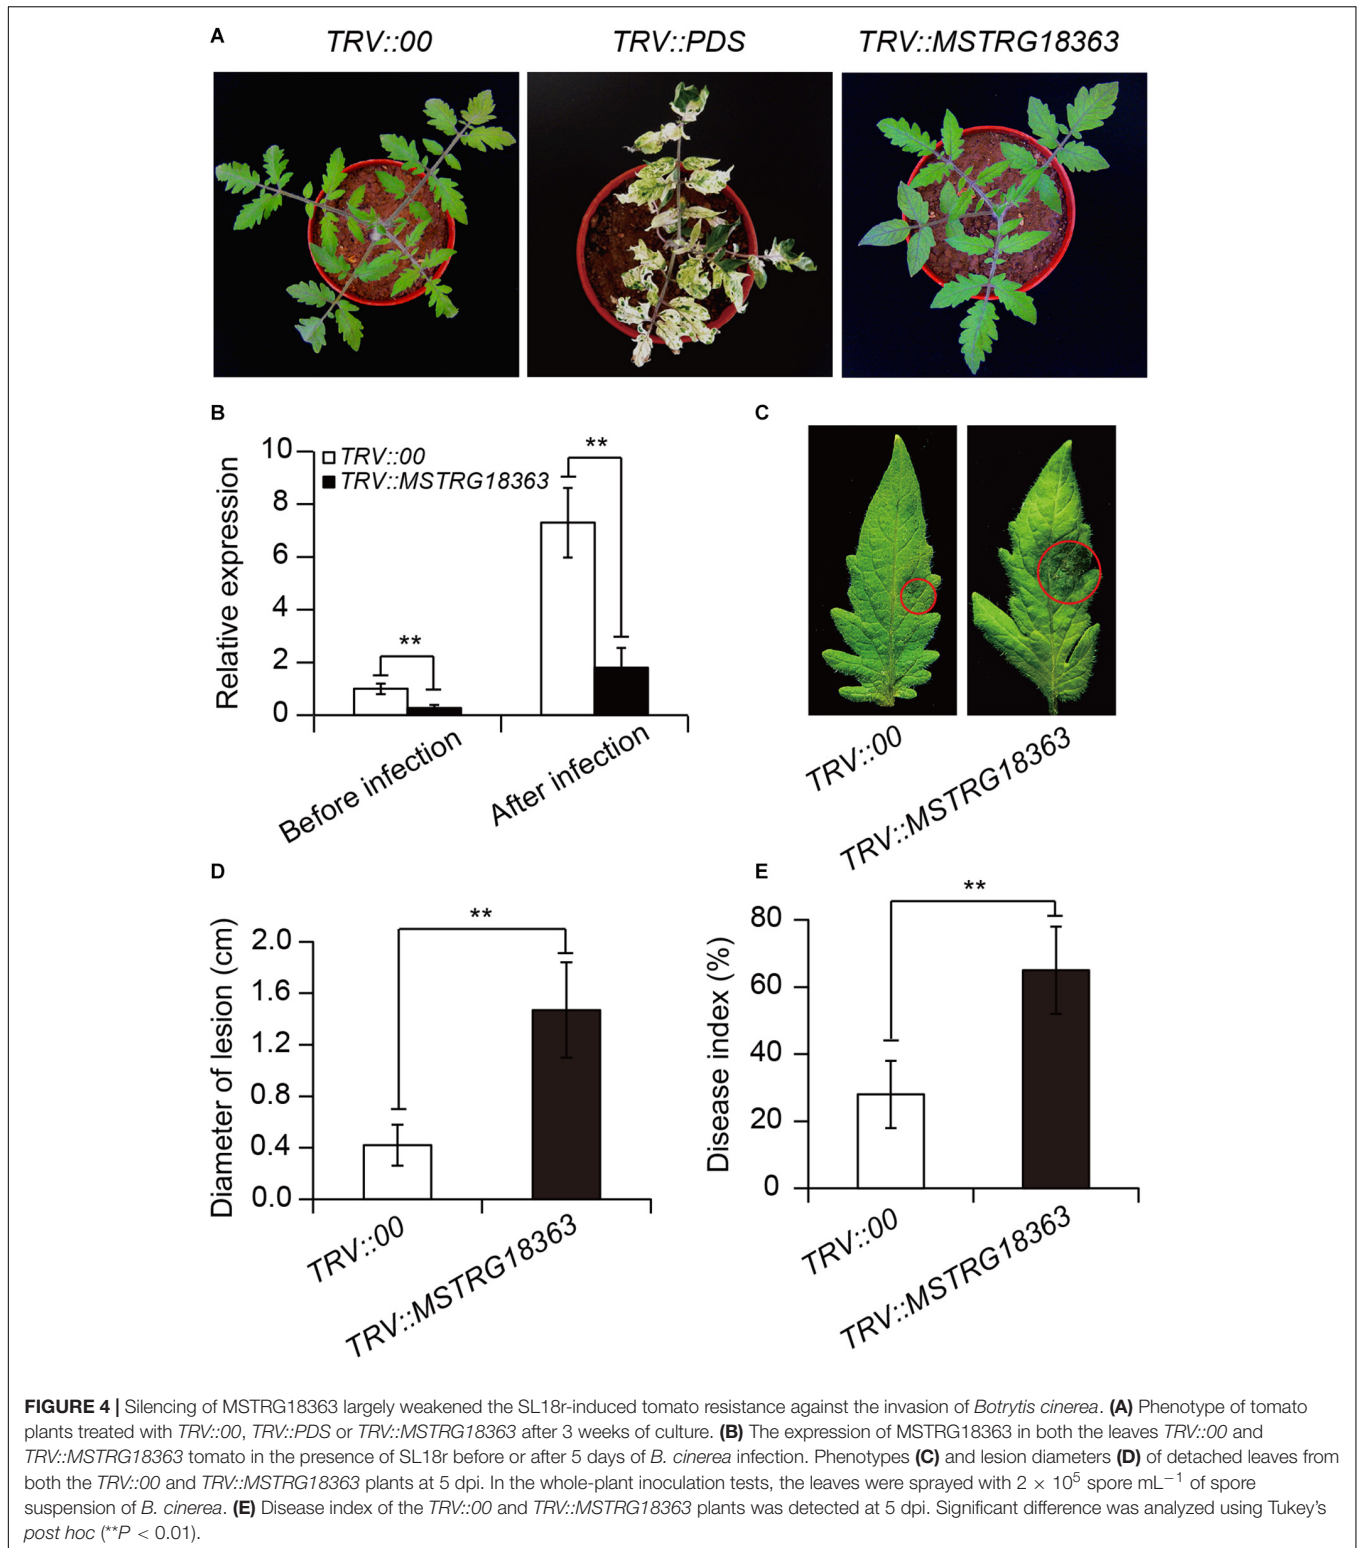 A
TRV::00
TRV::PDS
TRV::MSTRG18363
B
Relative expression
10
8
6
4
2
0
TRV::00
TRV::MSTRG18363
**
**
Before infection
After infection
C
TRV::00
TRV::MSTRG18363
D
Diameter of lesion (cm)
2.0
1.6
1.2
0.8
0.4
0.0
**
TRV::00
TRV::MSTRG18363
E
Disease index (%)
80
60
40
20
0
**
TRV::00
TRV::MSTRG18363
FIGURE 4 | Silencing of MSTRG18363 largely weakened the SL18r-induced tomato resistance against the invasion of Botrytis cinerea. (A) Phenotype of tomato
plants treated with TRV::00, TRV::PDS or TRV::MSTRG18363 after 3 weeks of culture. (B) The expression of MSTRG18363 in both the leaves TRV::00 and
TRV::MSTRG18363 tomato in the presence of SL18r before or after 5 days of B. cinerea infection. Phenotypes (C) and lesion diameters (D) of detached leaves from
both the TRV::00 and TRV::MSTRG18363 plants at 5 dpi. In the whole-plant inoculation tests, the leaves were sprayed with 2 × 10⁵ spore mL⁻¹ of spore
suspension of B. cinerea. (E) Disease index of the TRV::00 and TRV::MSTRG18363 plants was detected at 5 dpi. Significant difference was analyzed using Tukey's
post hoc (**P < 0.01).